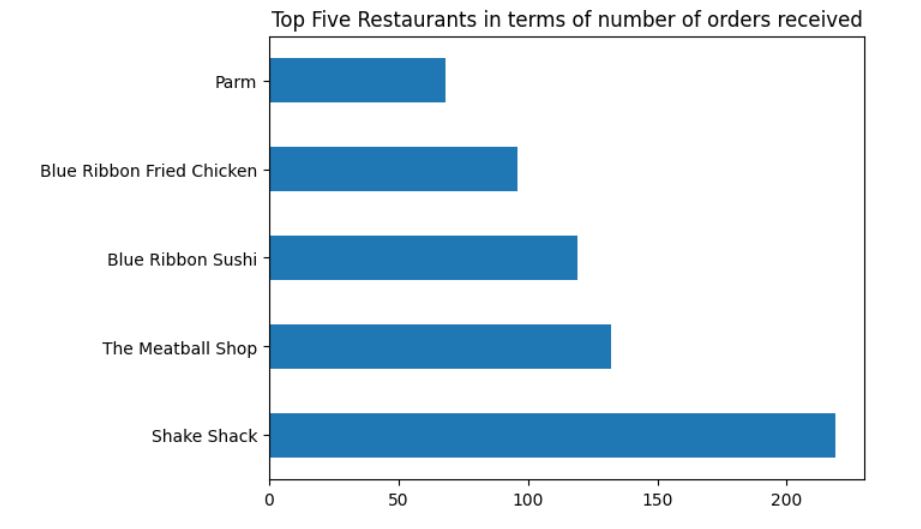 Top Five Restaurants in terms of number of orders received
Parm
Blue Ribbon Fried Chicken
Blue Ribbon Sushi
The Meatball Shop
Shake Shack
0 50 100 150 200